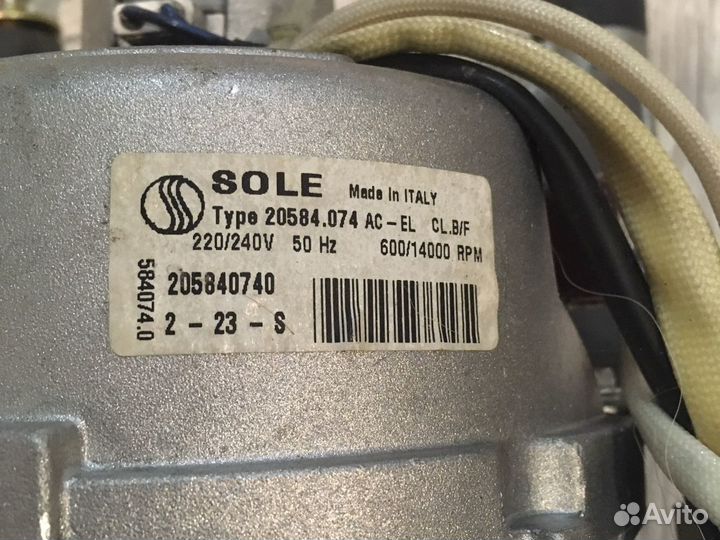 SOLE Made In ITALY
Type 20584.074 AC-EL CL.B/F
220/240V 50 Hz 600/14000 RPM
205840740
2 - 23 - S
584074.0
Avito